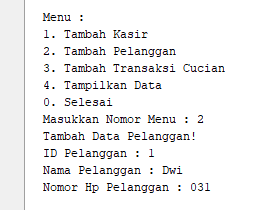 Menu :
1. Tambah Kasir
2. Tambah Pelanggan
3. Tambah Transaksi Cucian
4. Tampilkan Data
0. Selesai
Masukkan Nomor Menu : 2
Tambah Data Pelanggan!
ID Pelanggan : 1
Nama Pelanggan : Dwi
Nomor Hp Pelanggan : 031